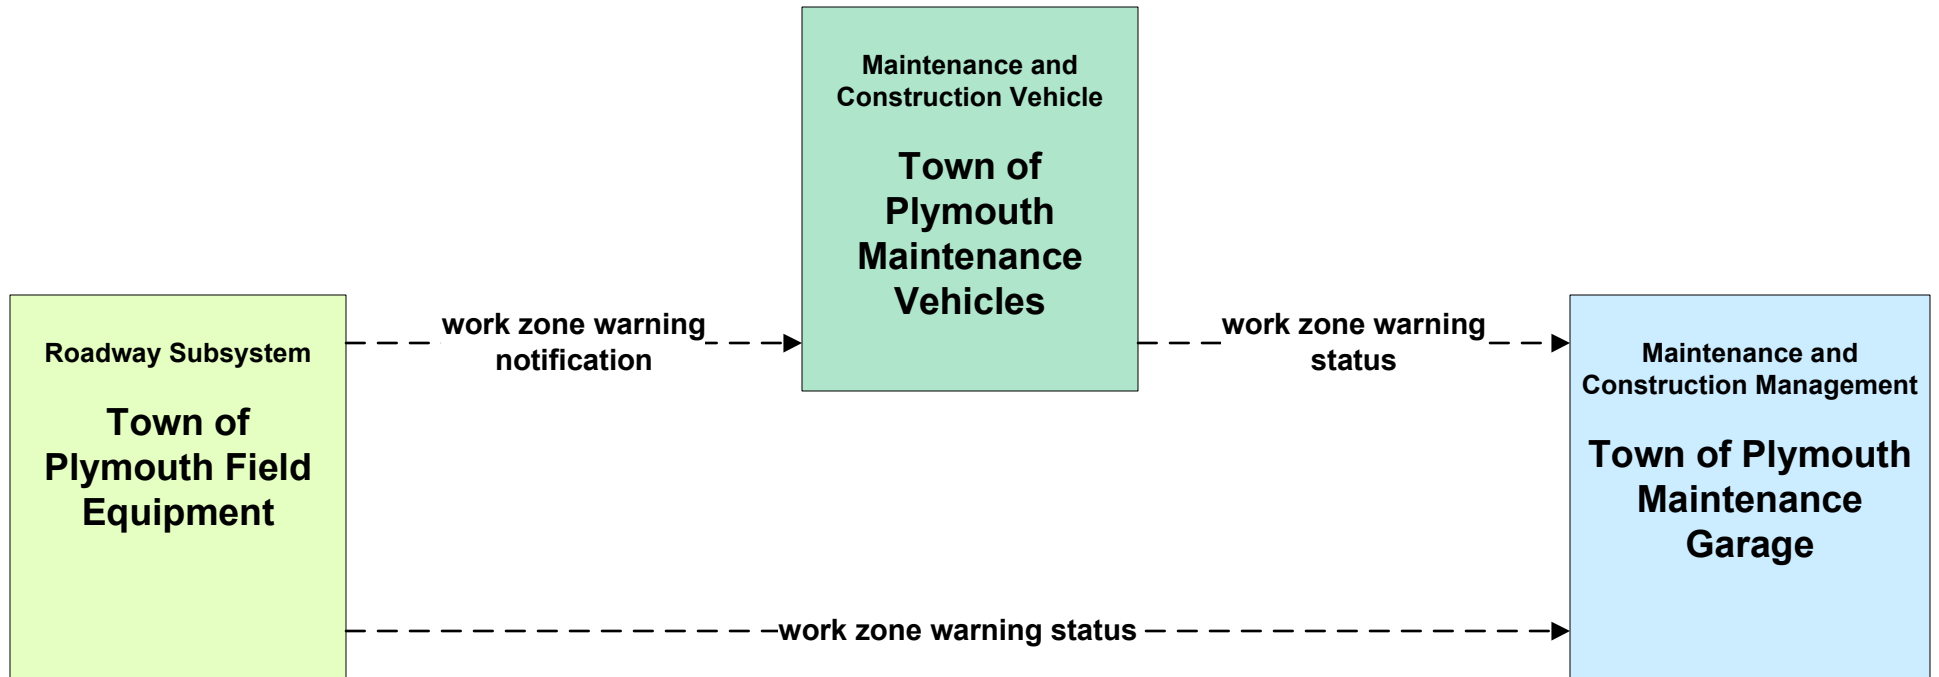 Maintenance and
Construction Vehicle
Town of
Plymouth
Maintenance
Vehicles
Roadway Subsystem
Town of
Plymouth Field
Equipment
work zone warning
notification
work zone warning
status
Maintenance and
Construction Management
Town of Plymouth
Maintenance
Garage
work zone warning status